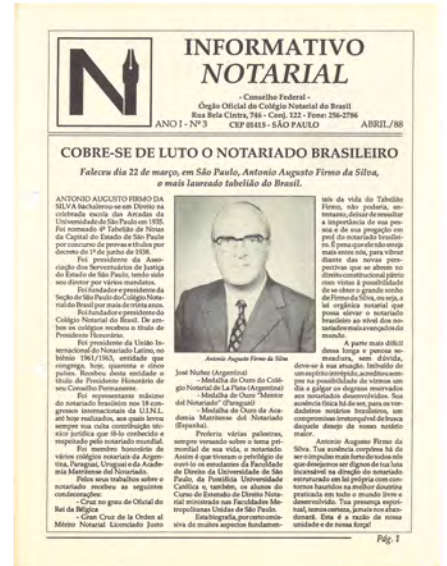 INFORMATIVO
NOTARIAL
- Conselho Federal -
Órgão Oficial do Colégio Notarial do Brasil
Rua Bela Cintra, 746 - Conj. 122 - Fone: 256-2786
ANO I - Nº 3 CEP 01415 - SÃO PAULO ABRIL/88
COBRE-SE DE LUTO O NOTARIADO BRASILEIRO
Faleceu dia 22 de março, em São Paulo, Antonio Augusto Firmo da Silva,
o mais laureado tabelião do Brasil.
ANTONIO AUGUSTO FIRMO DA
SILVA bacharelou-se em Direito na
celebrada escola das Arcadas da
Universidade de São Paulo em 1935.
Foi nomeado 4º Tabelião de Notas
da Capital do Estado de São Paulo
por concurso de provas e títulos por
decreto de 1º de junho de 1938.
Foi presidente da Asso-
ciação dos Serventuários de Justiça
do Estado de São Paulo, tendo sido
seu diretor por vários mandatos.
Foi fundador e presidente da
Seção de São Paulo do Colégio Nota-
rial do Brasil por mais de trinta anos.
Foi fundador e presidente do
Colégio Notarial do Brasil. De am-
bos os colégios recebeu o título de
Presidente Honorário.
Foi presidente da União In-
ternacional do Notariado Latino, no
biênio 1961/1963, entidade que
congrega, hoje, quarenta e cinco
países. Recebeu desta entidade o
título de Presidente Honorário de
seu Conselho Permanente.
Foi representante máximo
do notariado brasileiro nos 18 con-
gressos internacionais da U.I.N.L.
até hoje realizados, aos quais levou
sempre sua culta contribuição téc-
nico jurídica que fê-lo conhecido e
respeitado pelo notariado mundial.
Foi membro honorário de
vários colégios notariais da Argen-
tina, Paraguai, Uruguai e da Acade-
mia Matritense del Notariado.
Pelos seus trabalhos sobre o
notariado recebeu as seguintes
condecorações:
- Cruz no grau de Oficial do
Rei da Bélgica
- Gran Cruz de la Orden al
Mérito Notarial Licenciado Justo
Antonio Augusto Firmo da Silva
José Nuñez (Argentina)
- Medalha de Ouro do Colé-
gio Notarial de La Plata (Argentina)
- Medalha de Ouro "Mentor
del Notariado" (Paraguai)
- Medalha de Ouro da Aca-
demia Matritense del Notariado
(Espanha).
Proferiu várias palestras,
sempre versando sobre o tema pri-
mordial de sua vida, o notariado.
Assim é que tiveram o privilégio de
ouvi-lo os estudantes da Faculdade
de Direito da Universidade de São
Paulo, da Pontifícia Universidade
Católica e, também, os alunos do
Curso de Extensão de Direito Nota-
rial ministrado nas Faculdades Me-
tropolitanas Unidas de São Paulo.
Esta biografia, por certo omis-
siva de muitos aspectos fundamen-
tais da vida do Tabelião
Firmo, não poderia, en-
tretanto, deixar de ressaltar
a importância de sua pes-
soa e de sua pregação em
prol do notariado brasilei-
ro. É pena que ele não esteja
mais entre nós, para vibrar
diante das novas pers-
pectivas que se abrem no
direito constitucional pátrio
com vistas à possibilidade
de se obter o grande sonho
de Firmo da Silva, ou seja, a
lei orgânica notarial que
possa elevar o notariado
brasileiro ao nível dos no-
tariados mais avançados do
mundo.
A parte mais difícil
dessa longa e penosa ca-
minhada, sem dúvida,
deve-se à sua atuação. Imbuído de
um espírito intrépido, acreditou sem-
pre na possibilidade de virmos um
dia a galgar os degraus reservados
aos notariados desenvolvidos. Sua
ausência física há de ser, para os ver-
dadeiros notários brasileiros, um
compromisso irretorquível de busca
daquele desejo de nosso notário
maior.
Antonio Augusto Firmo da
Silva. Tua ausência corpórea há de
ser o impulso mais forte de todos nós
que desejamos ser dignos de tua luta
incansável na direção do notariado
estruturado em lei própria com con-
tornos hauridos na melhor doutrina
praticada em todo o mundo livre e
desenvolvido. Tua presença espiri-
tual, temos certeza, jamais nos aban-
donará. Esta é a razão de nossa
unidade e de nossa força!
Pág. 1